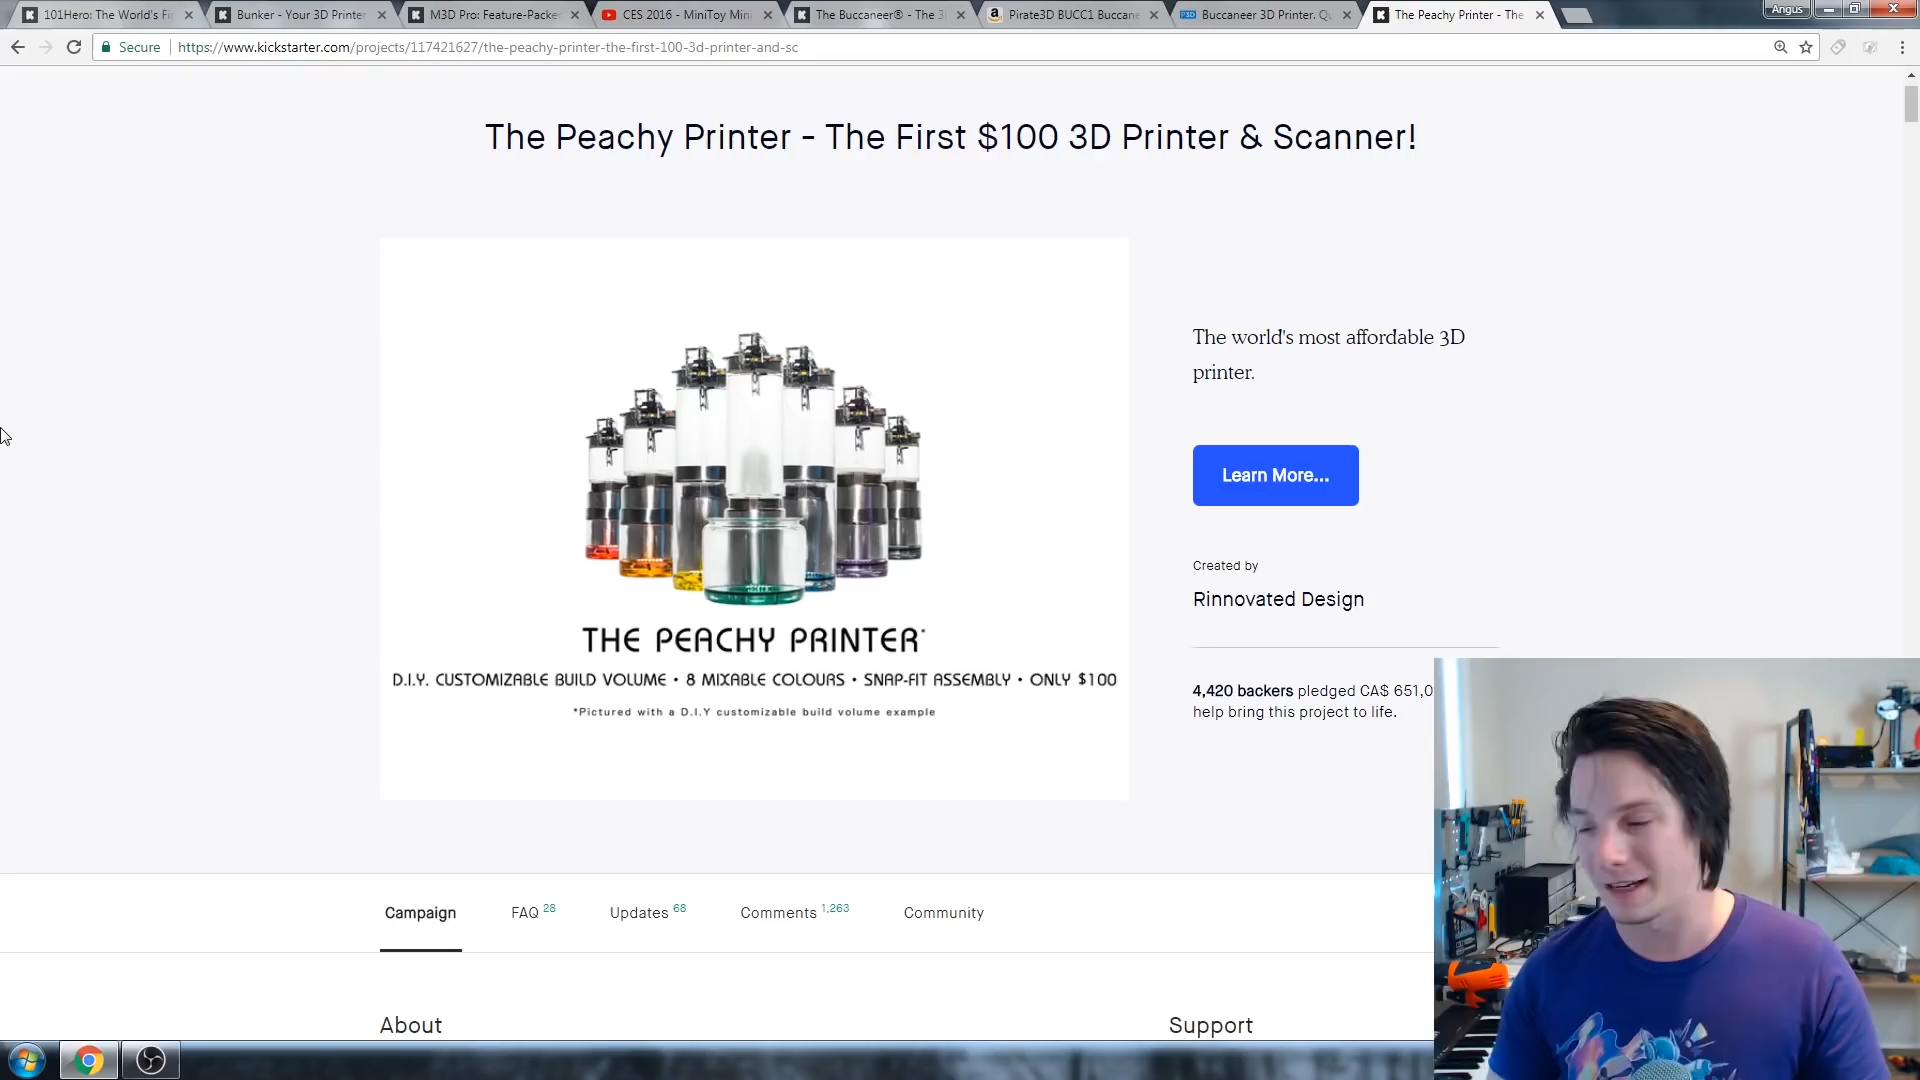 101Hero: The World's Fi
Bunker - Your 3D Printer
M3D Pro: Feature-Packe
CES 2016 - MiniToy Mini
The Buccaneer® - The 3
Pirate3D BUCC1 Buccane
Buccaneer 3D Printer. Qu
The Peachy Printer - The
Angus
Secure
https://www.kickstarter.com/projects/117421627/the-peachy-printer-the-first-100-3d-printer-and-sc
The Peachy Printer - The First $100 3D Printer & Scanner!
The world's most affordable 3D
printer.
Learn More...
Created by
Rinnovated Design
THE PEACHY PRINTER*
D.I.Y. CUSTOMIZABLE BUILD VOLUME • 8 MIXABLE COLOURS • SNAP-FIT ASSEMBLY • ONLY $100
*Pictured with a D.I.Y customizable build volume example
4,420 backers pledged CA$ 651,0
help bring this project to life.
Campaign
FAQ 28
Updates 68
Comments 1,263
Community
About
Support